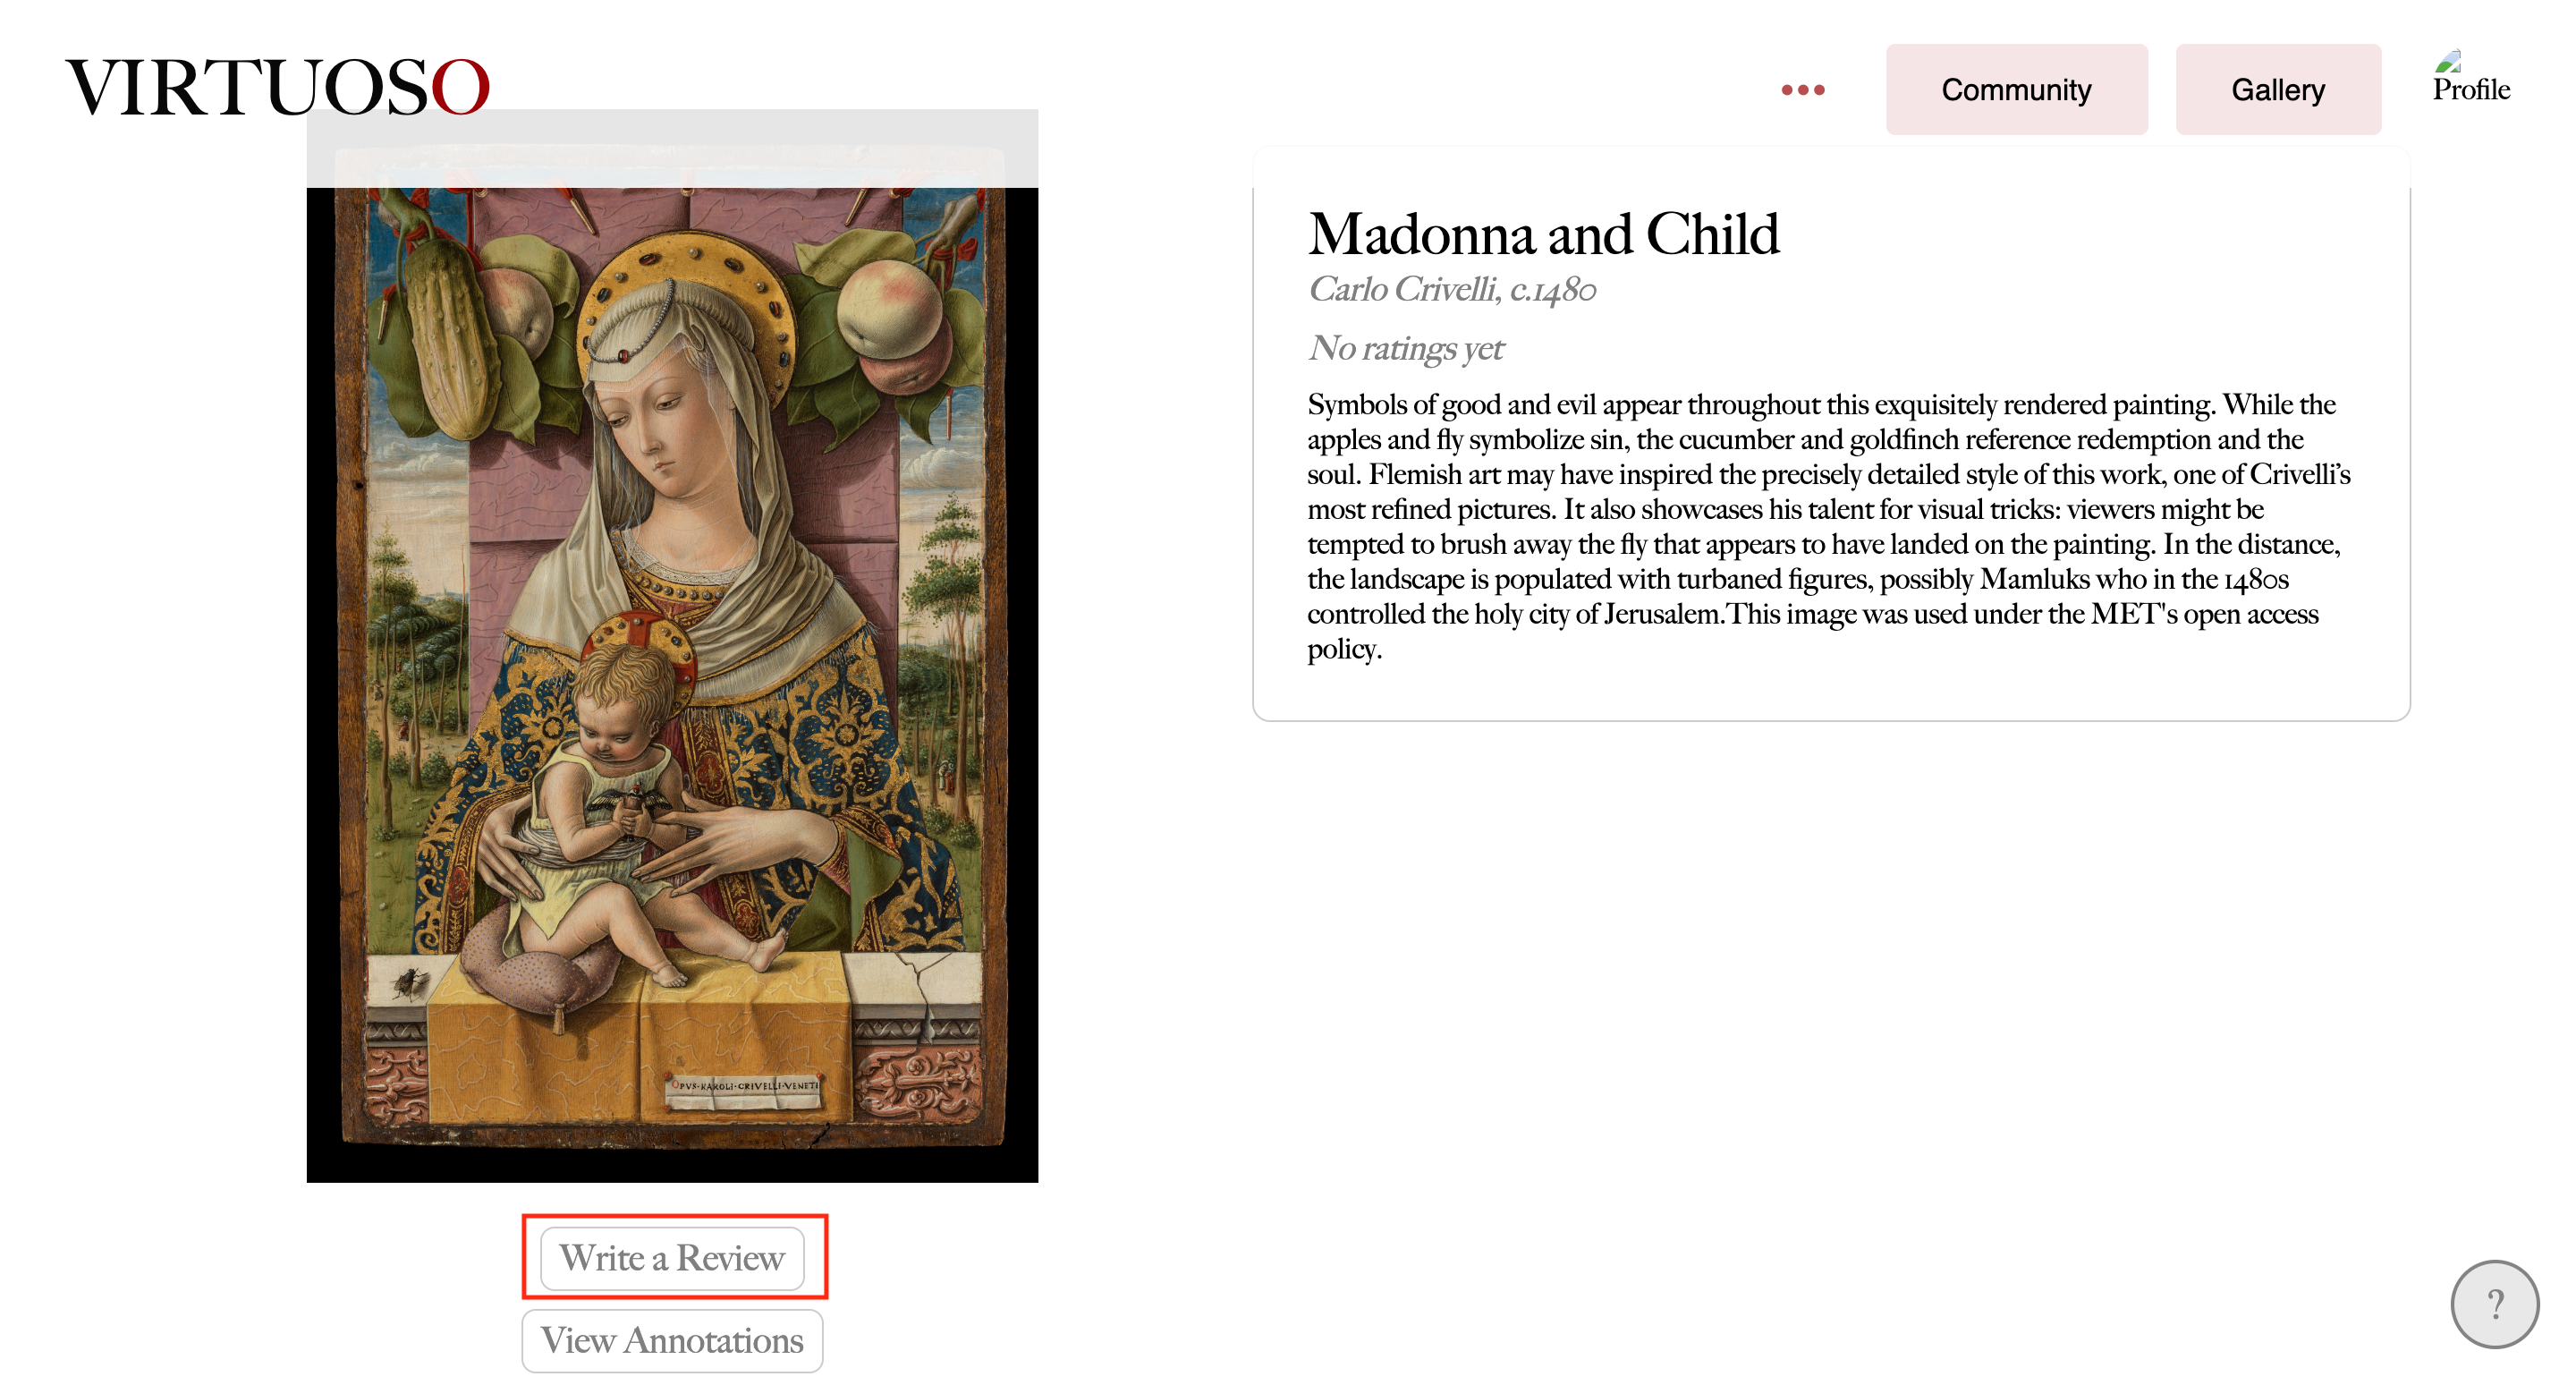 VIRTUOSO
Community
Gallery
Profile
Madonna and Child
Carlo Crivelli, c.1480
No ratings yet
Symbols of good and evil appear throughout this exquisitely rendered painting. While the
apples and fly symbolize sin, the cucumber and goldfinch reference redemption and the
soul. Flemish art may have inspired the precisely detailed style of this work, one of Crivelli’s
most refined pictures. It also showcases his talent for visual tricks: viewers might be
tempted to brush away the fly that appears to have landed on the painting. In the distance,
the landscape is populated with turbaned figures, possibly Mamluks who in the 1480s
controlled the holy city of Jerusalem.This image was used under the MET's open access
policy.
OPVS·KAROLI·CRIVELLI·VENETI
Write a Review
View Annotations
?